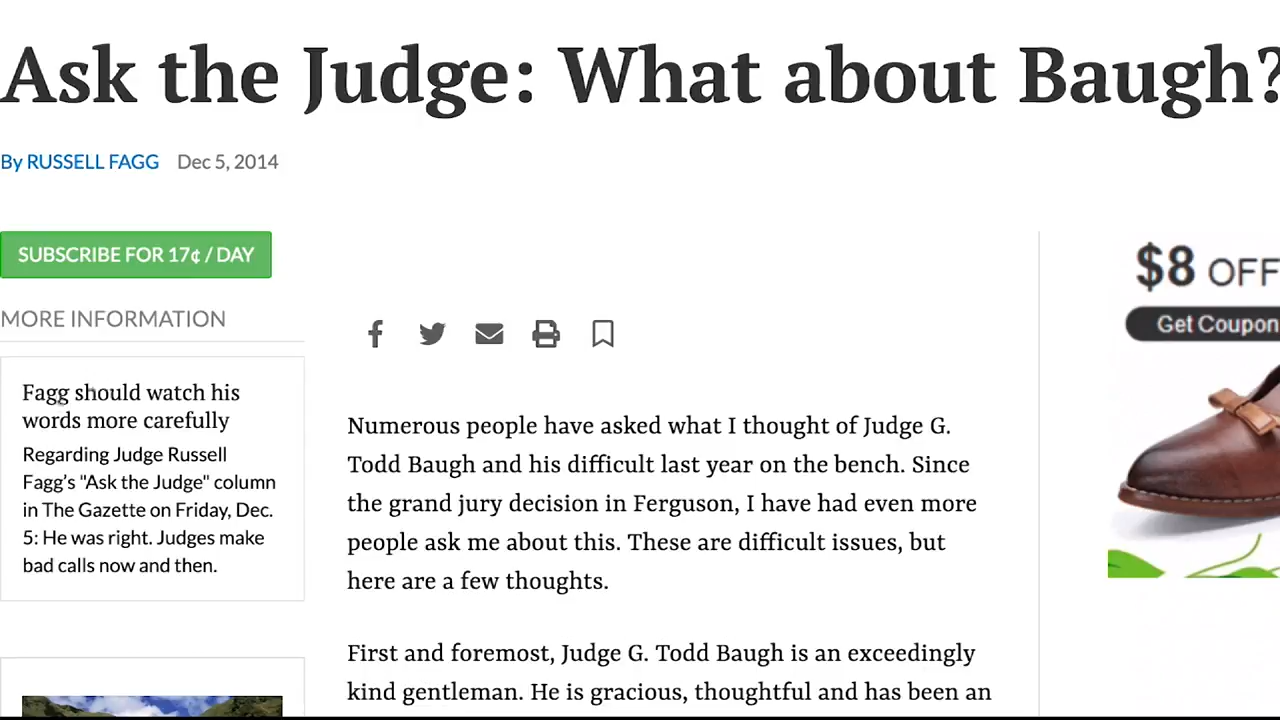 Ask the Judge: What about Baugh?
By RUSSELL FAGG Dec 5, 2014
SUBSCRIBE FOR 17¢ / DAY
MORE INFORMATION
Fagg should watch his
words more carefully
Regarding Judge Russell
Fagg’s "Ask the Judge" column
in The Gazette on Friday, Dec.
5: He was right. Judges make
bad calls now and then.
Numerous people have asked what I thought of Judge G.
Todd Baugh and his difficult last year on the bench. Since
the grand jury decision in Ferguson, I have had even more
people ask me about this. These are difficult issues, but
here are a few thoughts.
First and foremost, Judge G. Todd Baugh is an exceedingly
kind gentleman. He is gracious, thoughtful and has been an
$8 OFF
Get Coupon